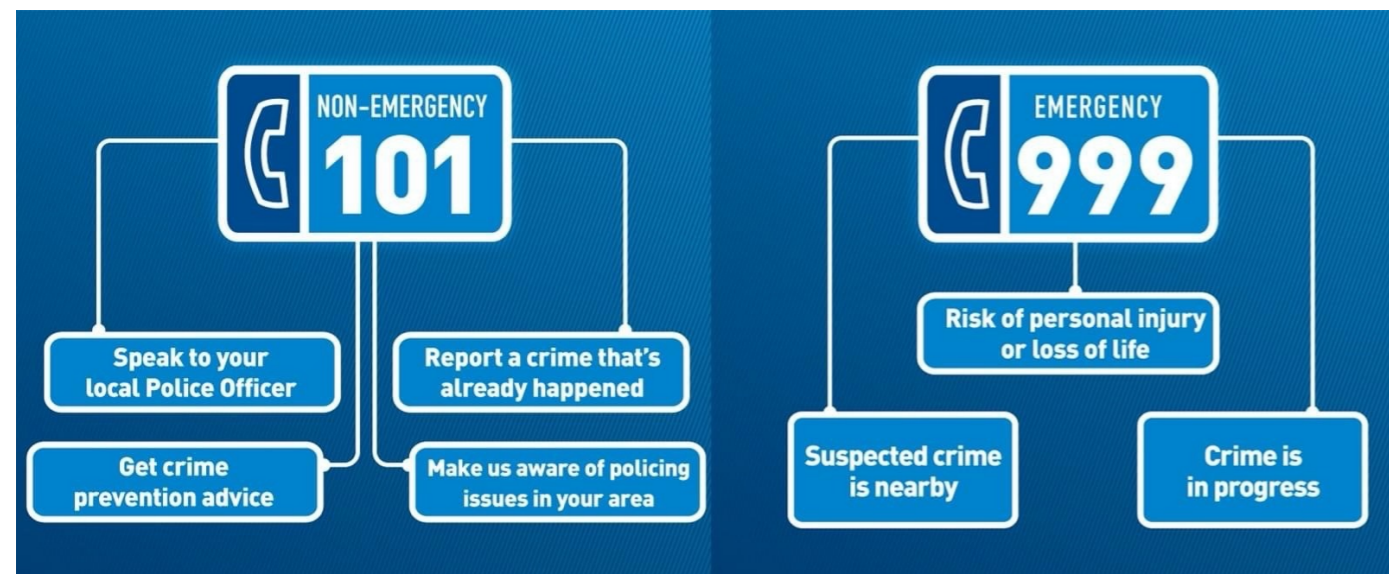 NON-EMERGENCY
101
Speak to your
local Police Officer
Report a crime that's
already happened
Get crime
prevention advice
Make us aware of policing
issues in your area
EMERGENCY
999
Risk of personal injury
or loss of life
Suspected crime
is nearby
Crime is
in progress